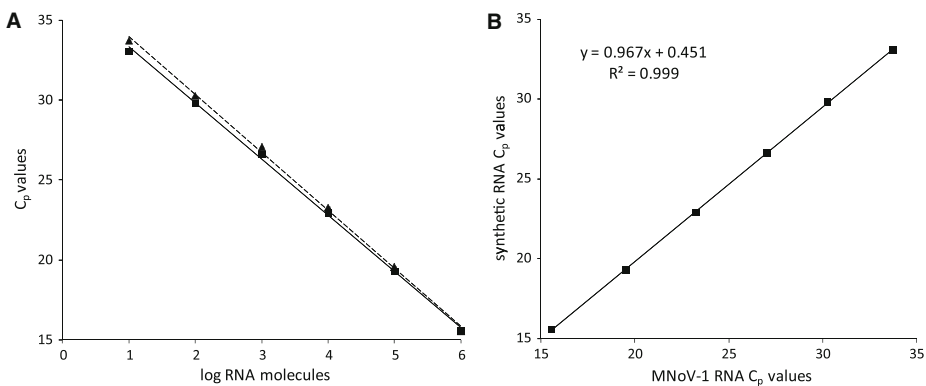 A
35
30
25
20
15
Cp values
0
1
2
3
4
5
6
log RNA molecules
B
35
30
25
20
15
synthetic RNA Cp values
y = 0.967x + 0.451
R² = 0.999
15
20
25
30
35
MNoV-1 RNA Cp values